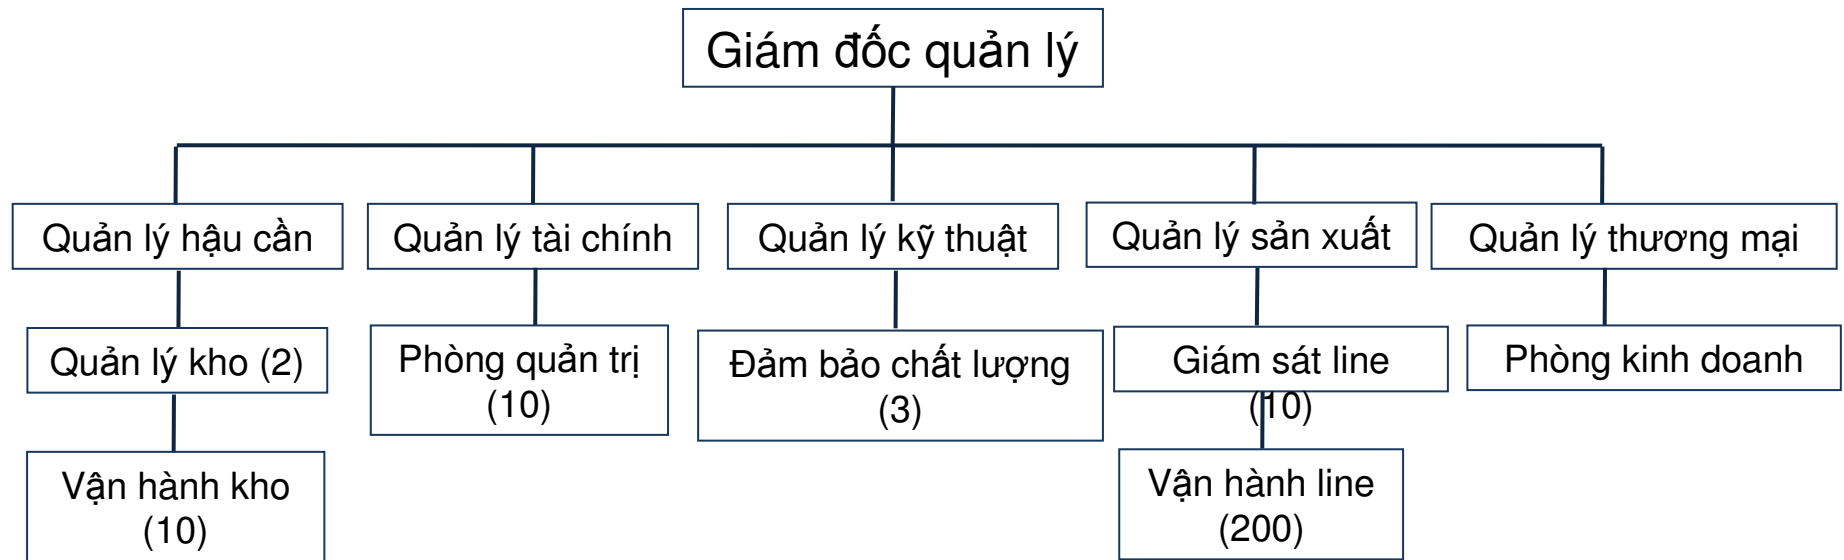 Giám đốc quản lý
Quản lý hậu cần
Quản lý tài chính
Quản lý kỹ thuật
Quản lý sản xuất
Quản lý thương mại
Quản lý kho (2)
Phòng quản trị
(10)
Đảm bảo chất lượng
(3)
Giám sát line
(10)
Phòng kinh doanh
Vận hành kho
(10)
Vận hành line
(200)